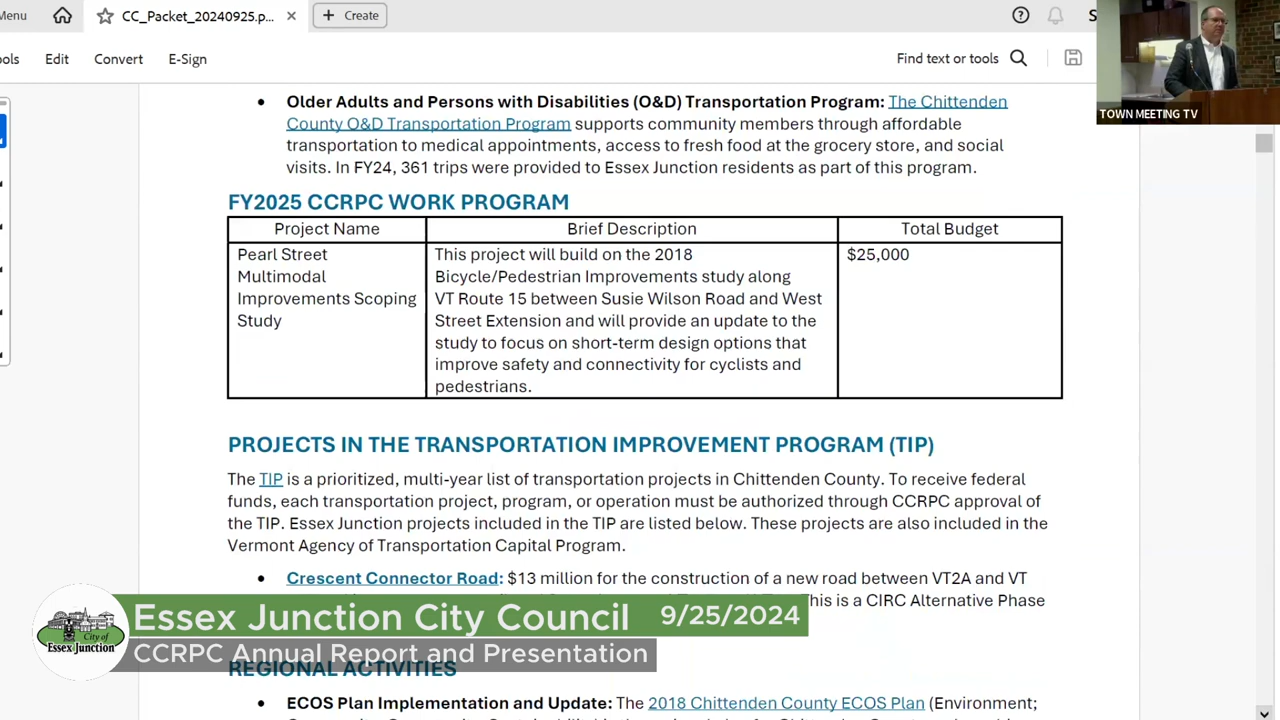 Menu
CC_Packet_20240925.p...
Create
S
ols
Edit
Convert
E-Sign
Find text or tools
TOWN MEETING TV
• Older Adults and Persons with Disabilities (O&D) Transportation Program: The Chittenden
County O&D Transportation Program supports community members through affordable
transportation to medical appointments, access to fresh food at the grocery store, and social
visits. In FY24, 361 trips were provided to Essex Junction residents as part of this program.
FY2025 CCRPC WORK PROGRAM
Project Name Brief Description Total Budget
Pearl Street This project will build on the 2018 $25,000
Multimodal Bicycle/Pedestrian Improvements study along
Improvements Scoping VT Route 15 between Susie Wilson Road and West
Study Street Extension and will provide an update to the
study to focus on short-term design options that
improve safety and connectivity for cyclists and
pedestrians.
PROJECTS IN THE TRANSPORTATION IMPROVEMENT PROGRAM (TIP)
The TIP is a prioritized, multi-year list of transportation projects in Chittenden County. To receive federal
funds, each transportation project, program, or operation must be authorized through CCRPC approval of
the TIP. Essex Junction projects included in the TIP are listed below. These projects are also included in the
Vermont Agency of Transportation Capital Program.
• Crescent Connector Road: $13 million for the construction of a new road between VT2A and VT
This is a CIRC Alternative Phase
City of
Essex Junction
Essex Junction City Council 9/25/2024
CCRPC Annual Report and Presentation
REGIONAL ACTIVITIES
• ECOS Plan Implementation and Update: The 2018 Chittenden County ECOS Plan (Environment;